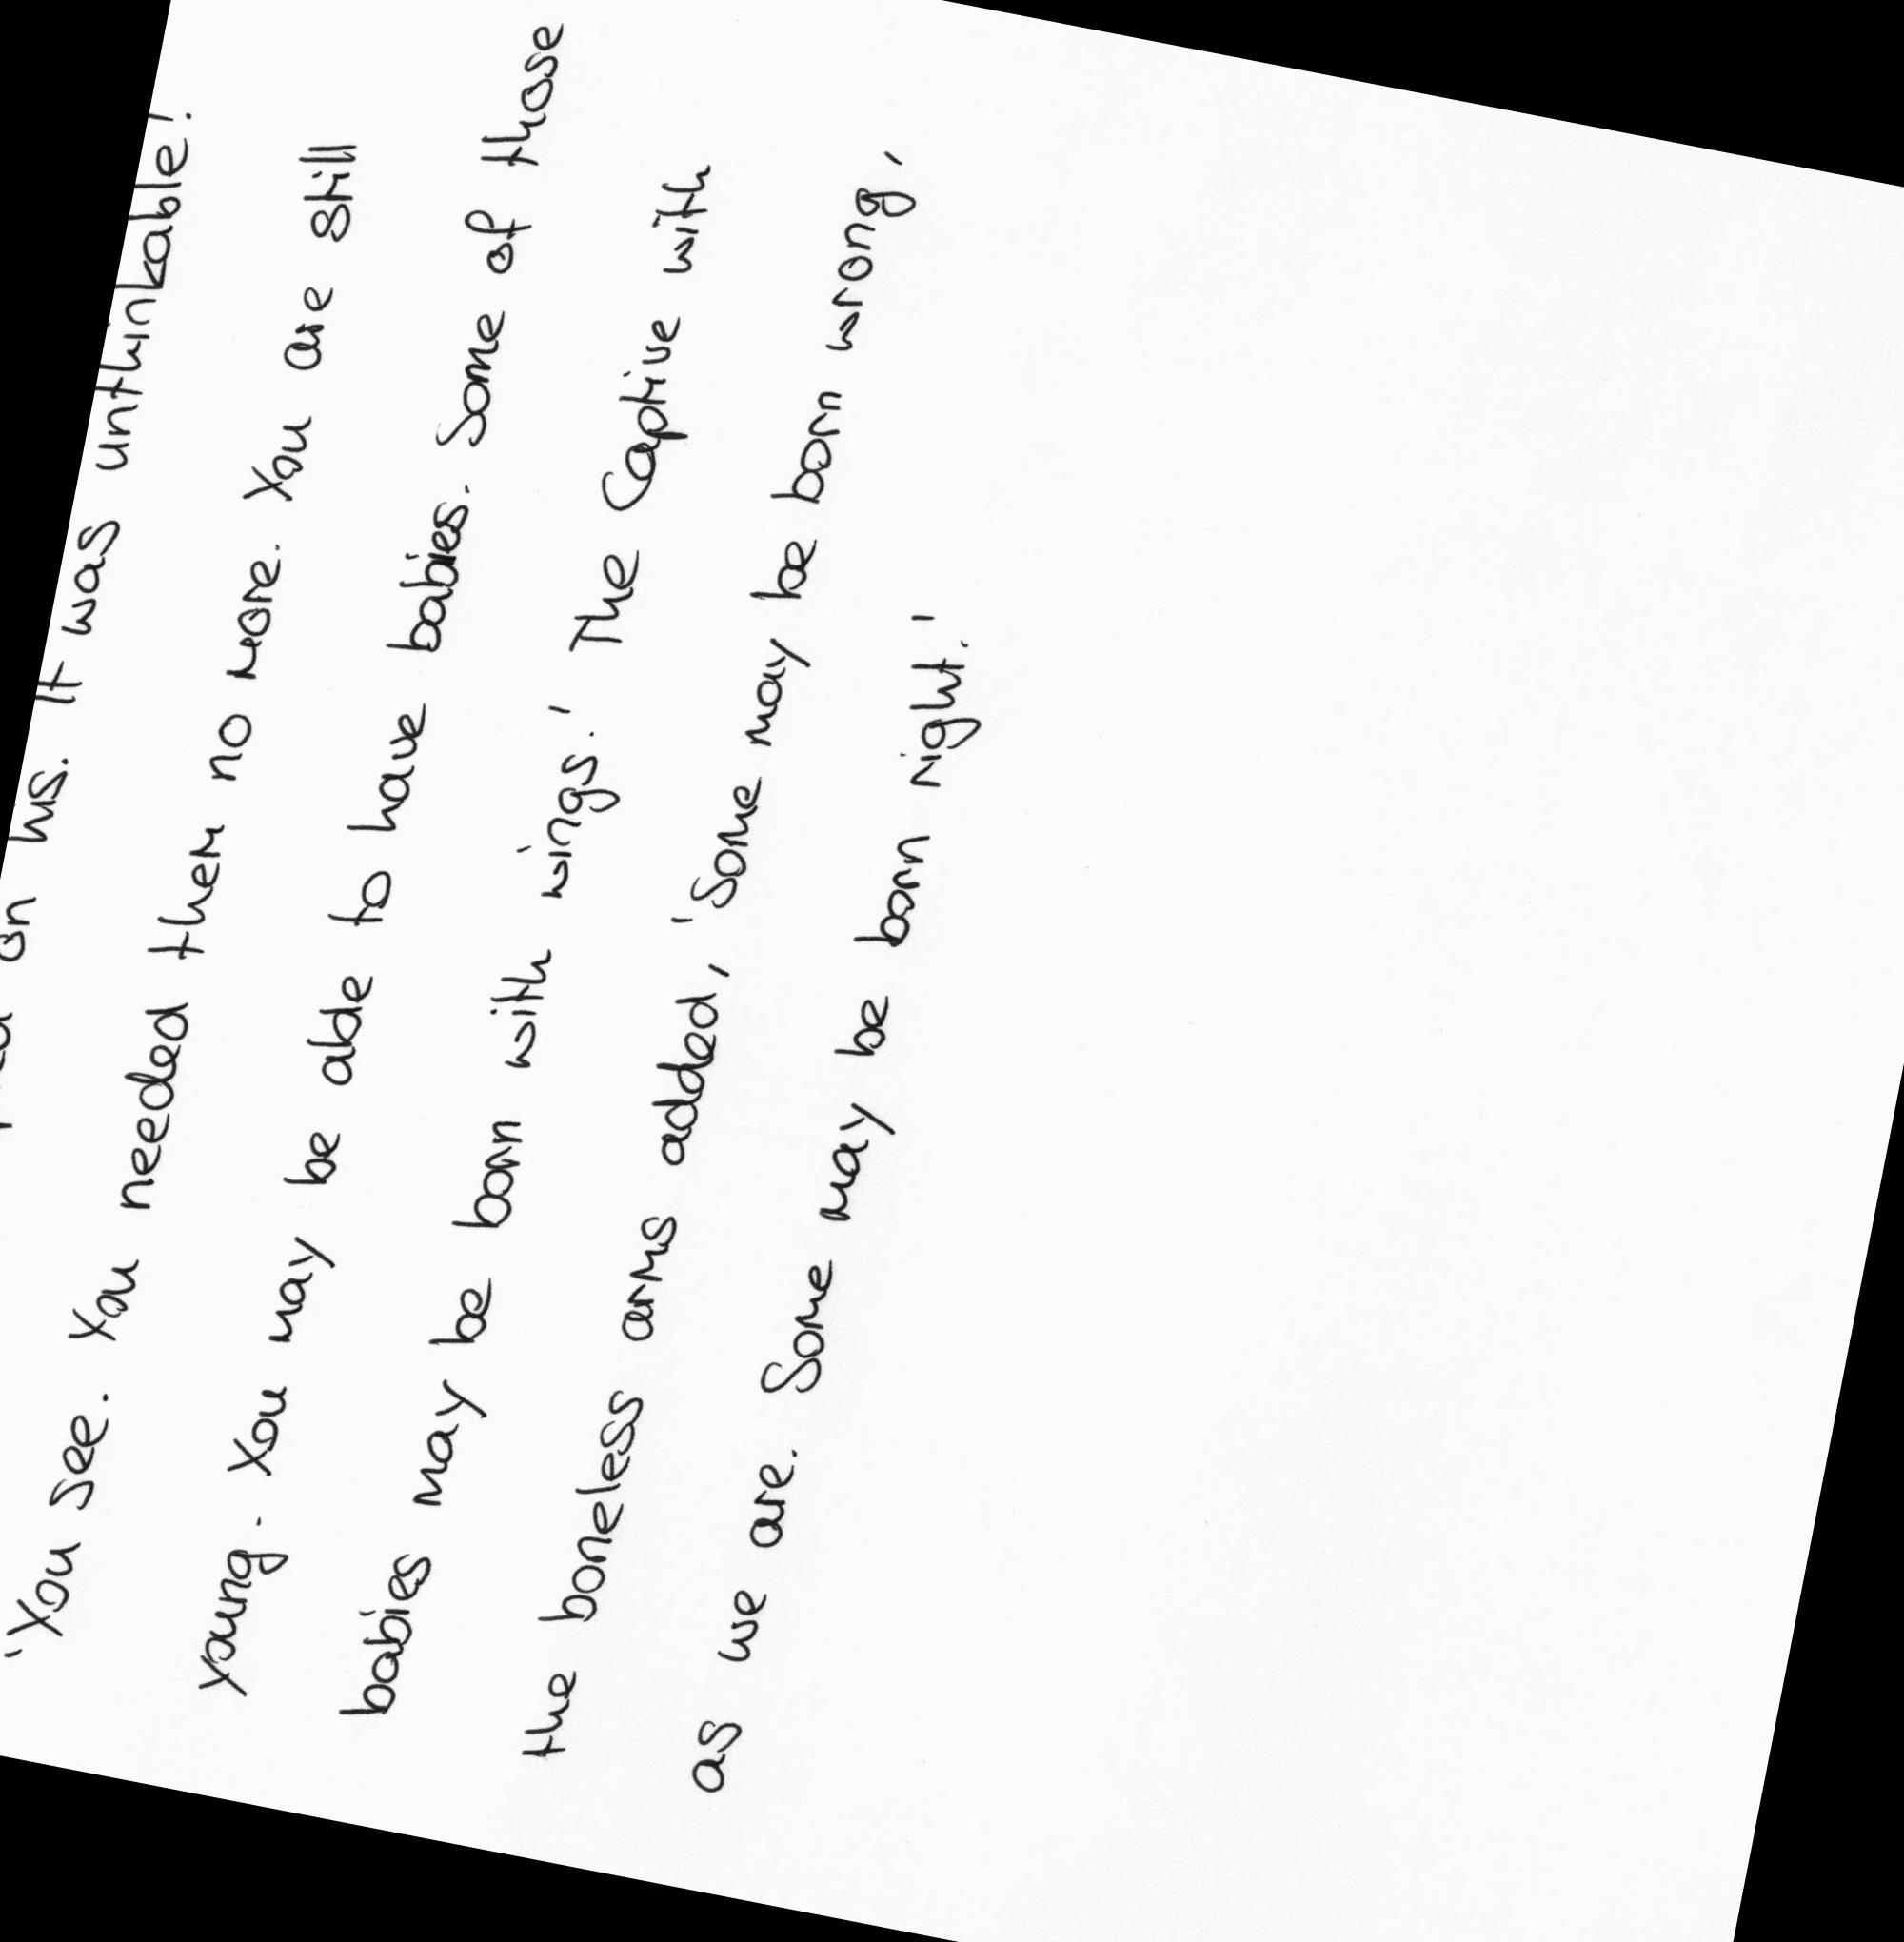 on his. It was unthinkable!
'You see. You needed them no more. You are still
young. You may be able to have babies. Some of those
babies may be born with wings.' The Captive with
the boneless arms added, 'Some may be born wrong,
as we are. Some may be born right.'